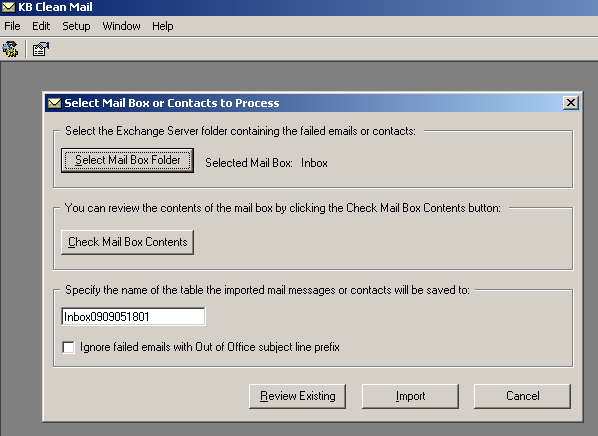 KB Clean Mail
File Edit Setup Window Help
Select Mail Box or Contacts to Process
Select the Exchange Server folder containing the failed emails or contacts:
Select Mail Box Folder Selected Mail Box: Inbox
You can review the contents of the mail box by clicking the Check Mail Box Contents button:
Check Mail Box Contents
Specify the name of the table the imported mail messages or contacts will be saved to:
Inbox0909051801
Ignore failed emails with Out of Office subject line prefix
Review Existing Import Cancel